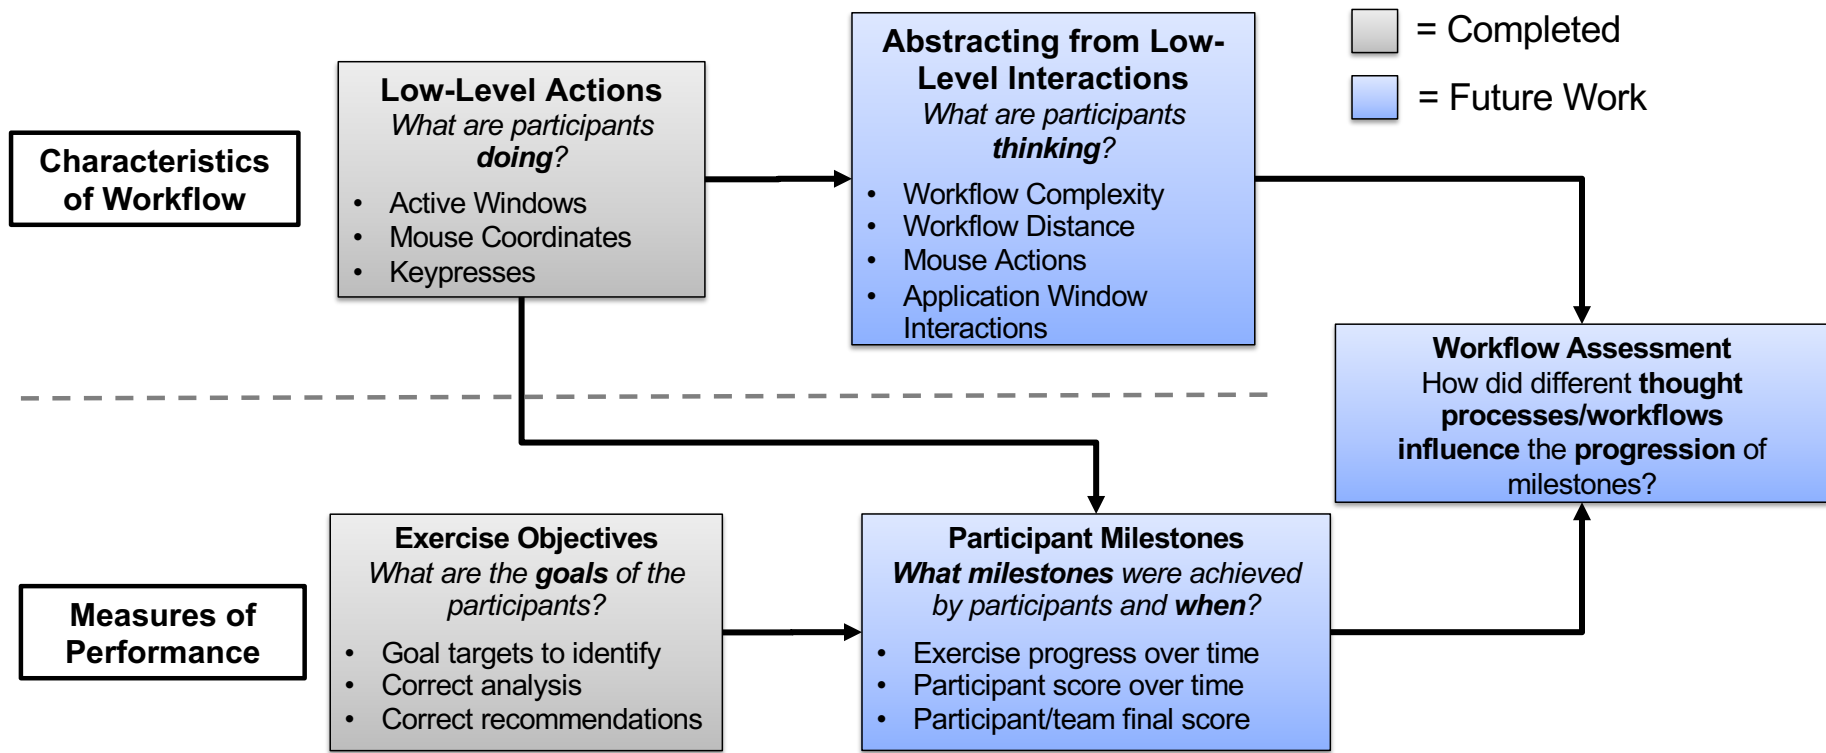 = Completed
= Future Work
Characteristics
of Workflow
Low-Level Actions
What are participants
doing?
• Active Windows
• Mouse Coordinates
• Keypresses
Abstracting from Low-
Level Interactions
What are participants
thinking?
• Workflow Complexity
• Workflow Distance
• Mouse Actions
• Application Window
Interactions
Workflow Assessment
How did different thought
processes/workflows
influence the progression of
milestones?
Measures of
Performance
Exercise Objectives
What are the goals of the
participants?
• Goal targets to identify
• Correct analysis
• Correct recommendations
Participant Milestones
What milestones were achieved
by participants and when?
• Exercise progress over time
• Participant score over time
• Participant/team final score